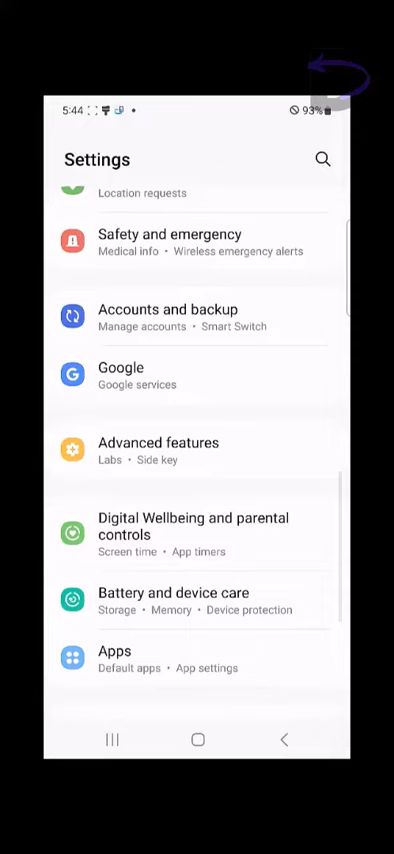 5:44
93%
Settings
Location requests
Safety and emergency
Medical info • Wireless emergency alerts
Accounts and backup
Manage accounts • Smart Switch
G
Google
Google services
Advanced features
Labs • Side key
Digital Wellbeing and parental
controls
Screen time • App timers
Battery and device care
Storage • Memory • Device protection
Apps
Default apps • App settings